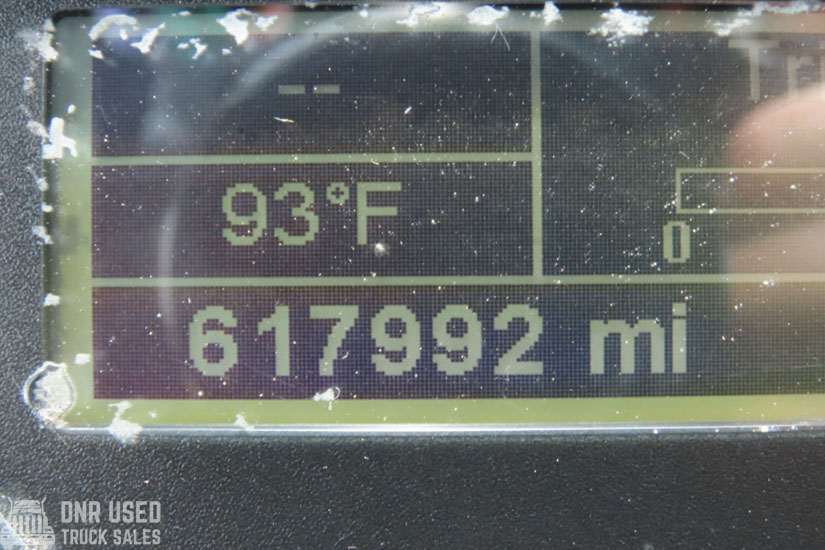 --
93°F
0
617992 mi
DNR USED
TRUCK SALES